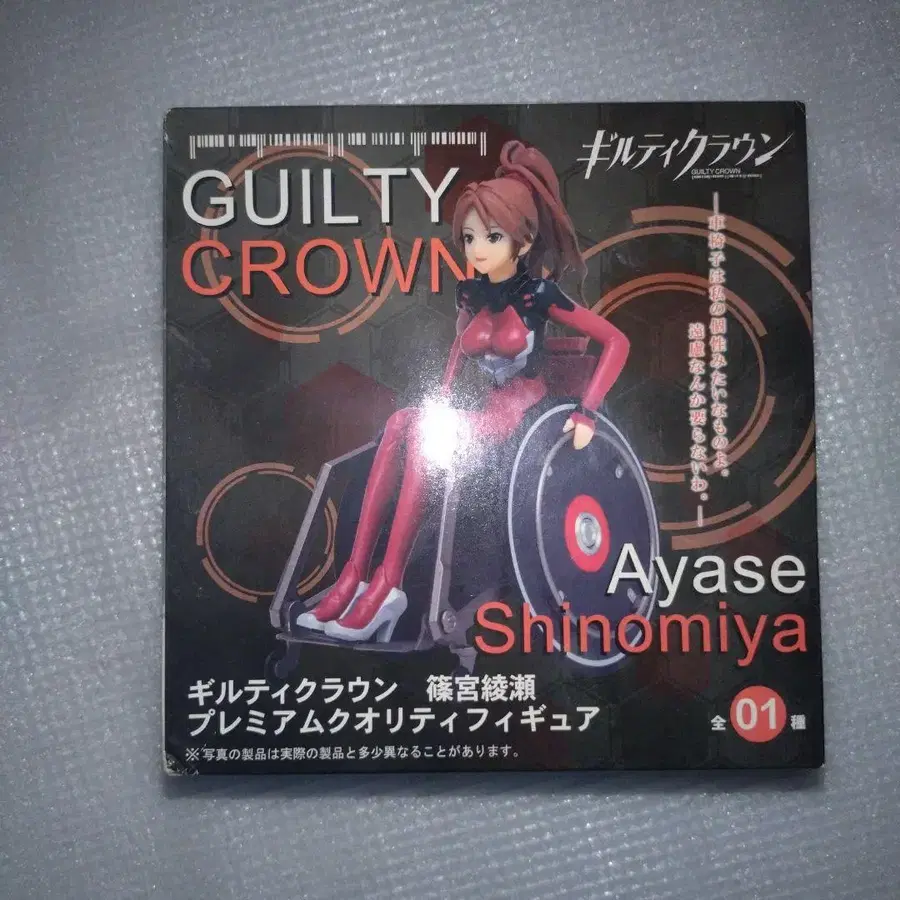 GUILTY
CROWN
ギルティクラウン
GUILTY CROWN
―車椅子は私の個性みたいなものよ。
遠慮なんか要らないわ。―
Ayase
Shinomiya
ギルティクラウン 篠宮綾瀬
プレミアムクオリティフィギュア
全01種
※写真の製品は実際の製品と多少異なることがあります。